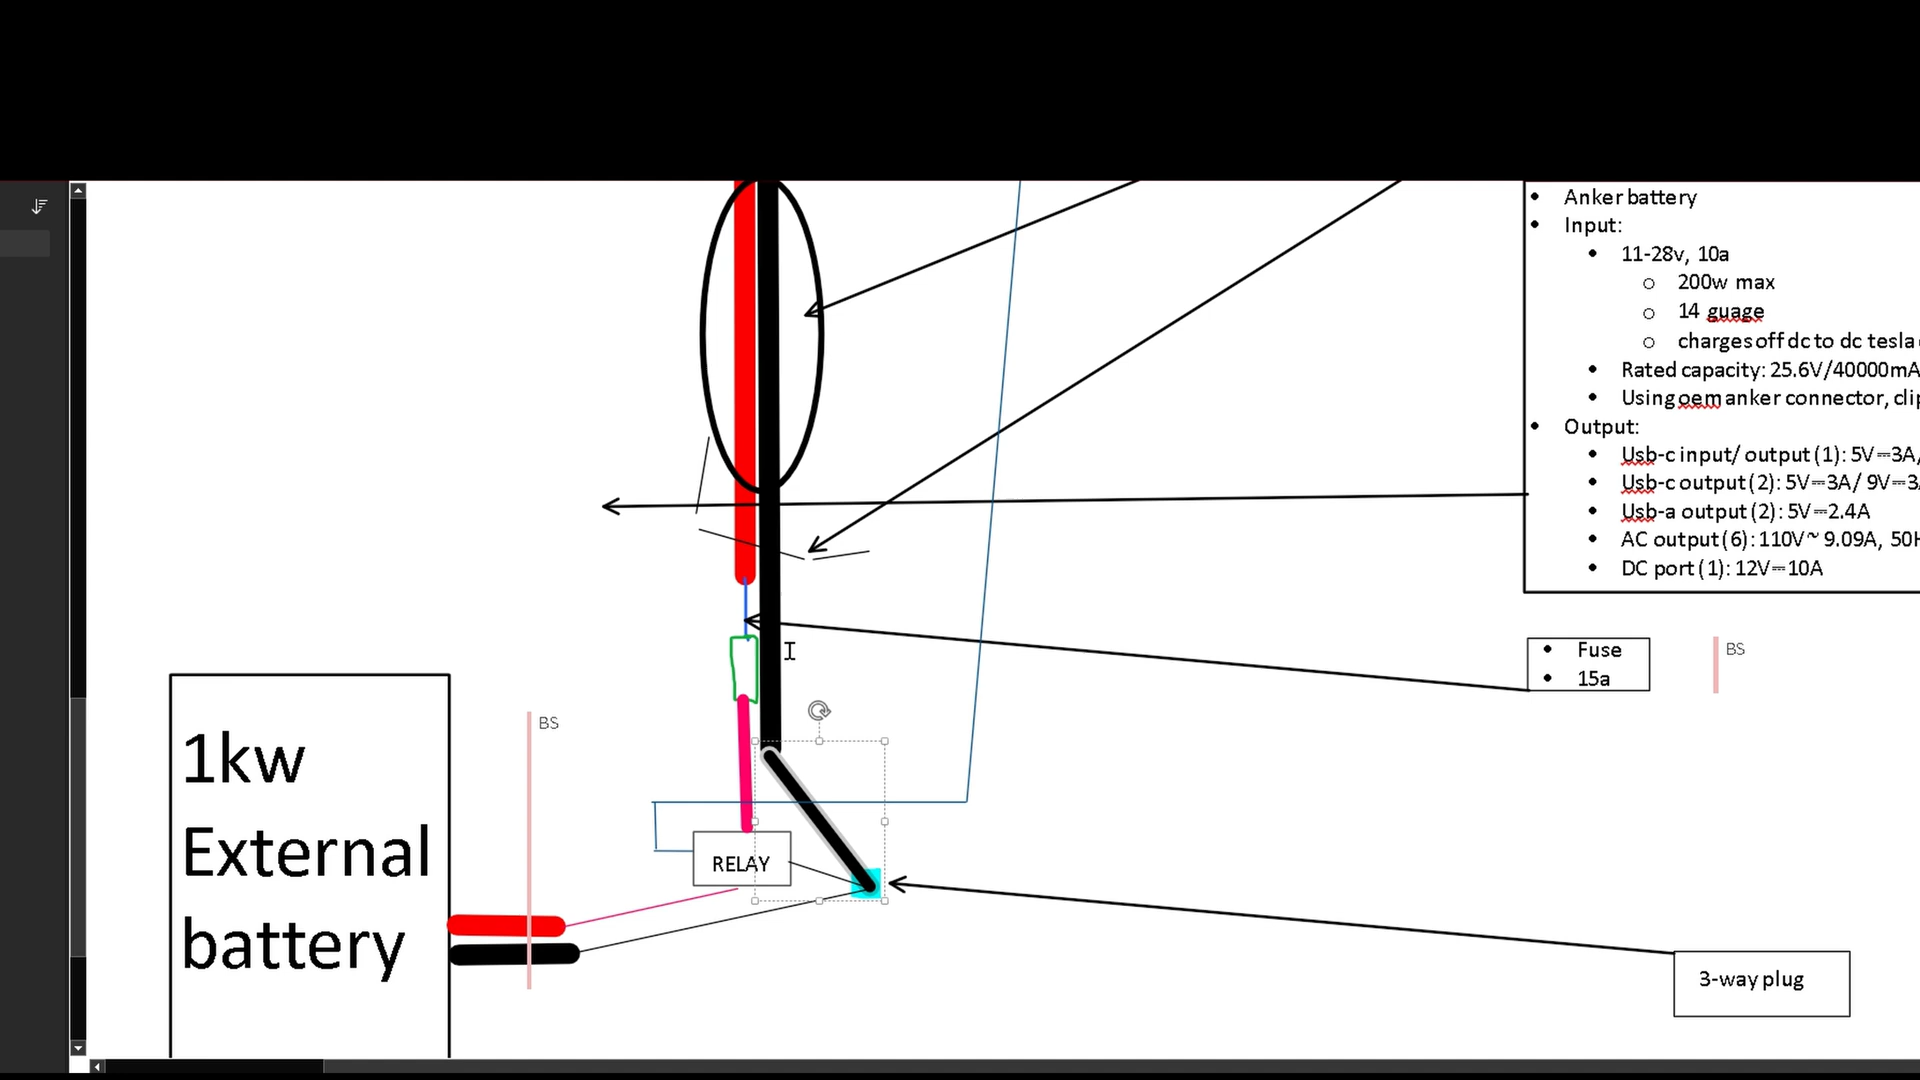 Anker battery
Input:
11-28v, 10a
200w max
14 guage
charges off dc to dc tesla
Rated capacity: 25.6V/40000mA
Using oem anker connector, clip
Output:
Usb-c input/ output (1): 5V⎓3A/
Usb-c output (2): 5V⎓3A/ 9V⎓3
Usb-a output (2): 5V⎓2.4A
AC output (6): 110V~ 9.09A, 50H
DC port (1): 12V⎓10A
Fuse
15a
BS
BS
1kw
External
battery
RELAY
3-way plug